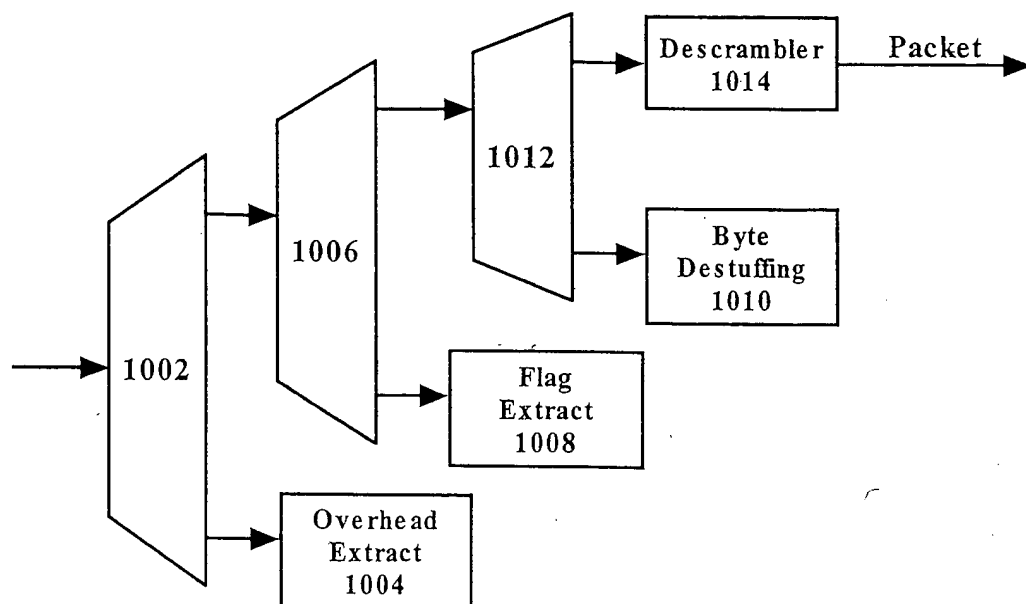 Descrambler
1014
Packet
1012
Byte
Destuffing
1010
1006
Flag
Extract
1008
1002
Overhead
Extract
1004